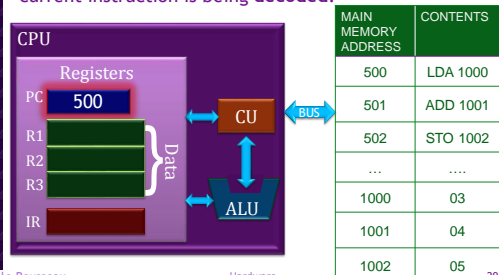 current instruction is being decoded.
CPU
Registers
PC 500
R1
R2
R3
Data
IR
CU
ALU
BUS
MAIN MEMORY ADDRESS CONTENTS
500 LDA 1000
501 ADD 1001
502 STO 1002
... ....
1000 03
1001 04
1002 05
Hardware